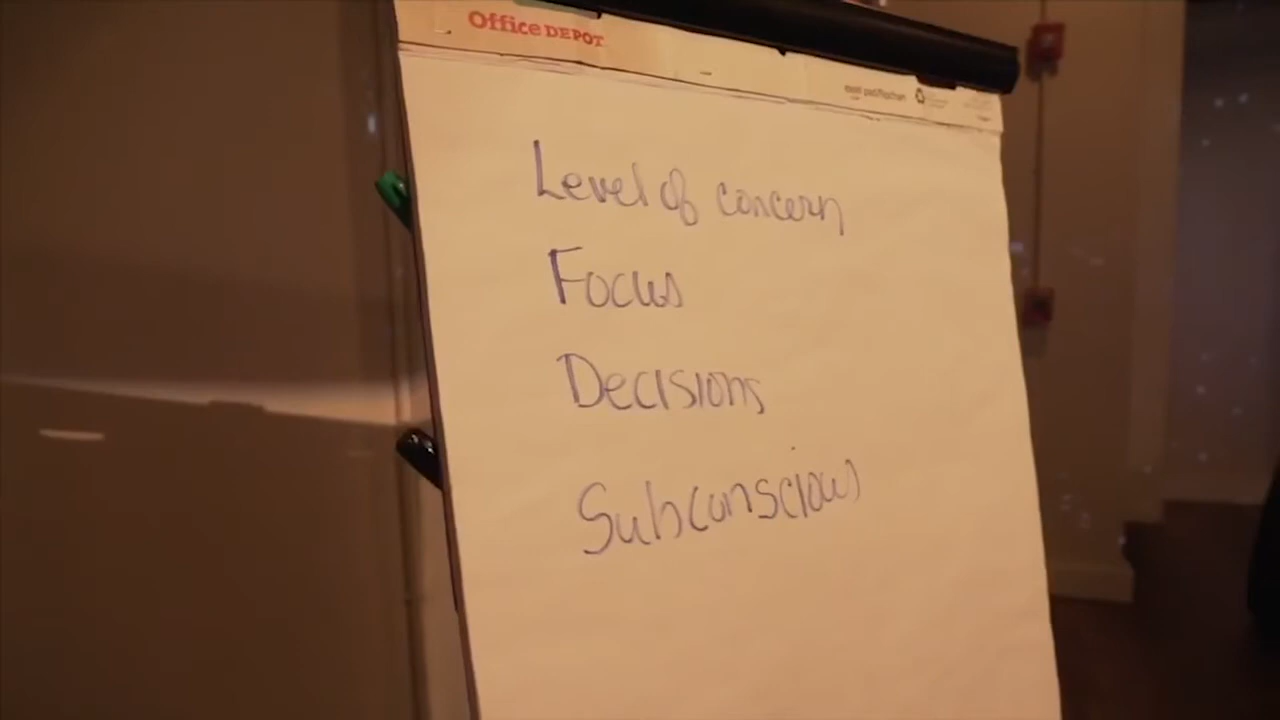 Office DEPOT
Level of concern
Focus
Decisions
Subconscious